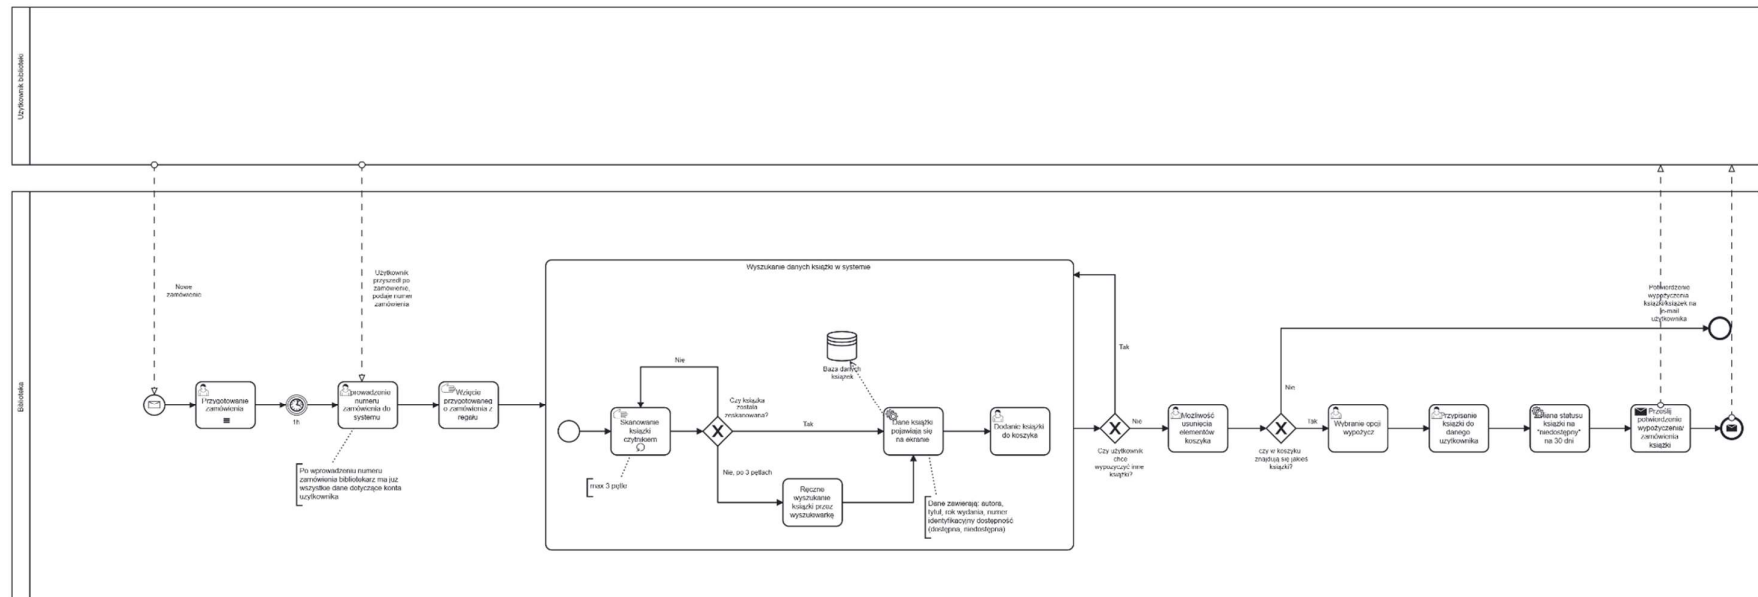 Użytkownik biblioteki
Biblioteka
Nowe
zamówienie
Przygotowanie
zamówienia
1h
Użytkownik
przyszedł po
zamówienie,
podaje numer
zamówienia
prowadzenie
numeru
zamówienia do
systemu
Po wprowadzeniu numeru
zamówienia bibliotekarz ma już
wszystkie dane dotyczące konta
użytkownika
Wzięcie
przygotowaneg
o zamówienia z
regału
Wyszukanie danych książki w systemie
Skanowanie
książki
czytnikiem
max 3 pętle
Nie
Czy książka
została
zeskanowana?
Tak
Nie, po 3 pętlach
Ręczne
wyszukanie
książki przez
wyszukiwarkę
Baza danych
książek
Dane książki
pojawiają się
na ekranie
Dane zawierają: autora,
tytuł, rok wydania, numer
identyfikacyjny dostępność
(dostępna, niedostępna)
Dodanie książki
do koszyka
Tak
Nie
Czy użytkownik
chce
wypożyczyć inne
książki?
Możliwość
usunięcia
elementów
koszyka
Nie
tak
czy w koszyku
znajdują się jakieś
książki?
Wybranie opcji
wypożycz
Przypisanie
książki do
danego
użytkownika
zmiana statusu
książki na
"niedostępny"
na 30 dni
Prześlij
potwierdzenie
wypożyczenia/
zamówienia
książki
Potwierdzenie
wypożyczenia
książki/książek na
użytkownika